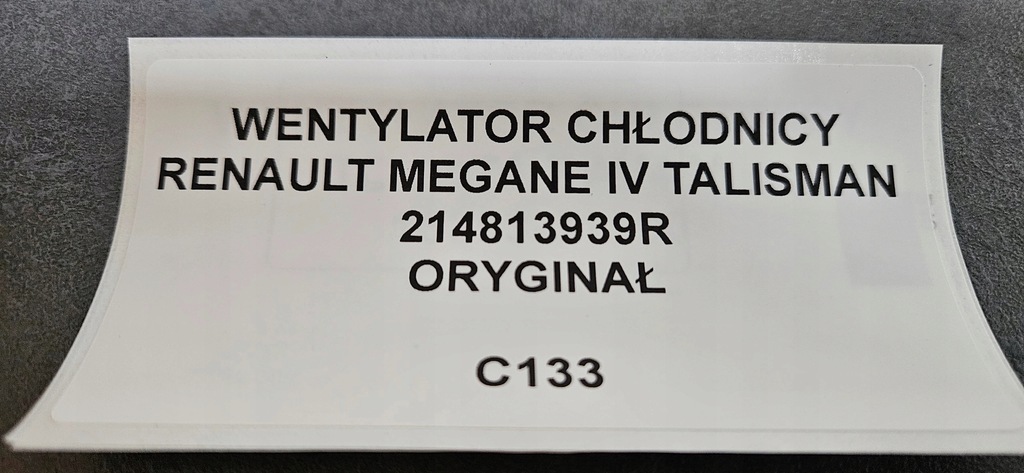 WENTYLATOR CHŁODNICY
RENAULT MEGANE IV TALISMAN
214813939R
ORYGINAŁ
C133